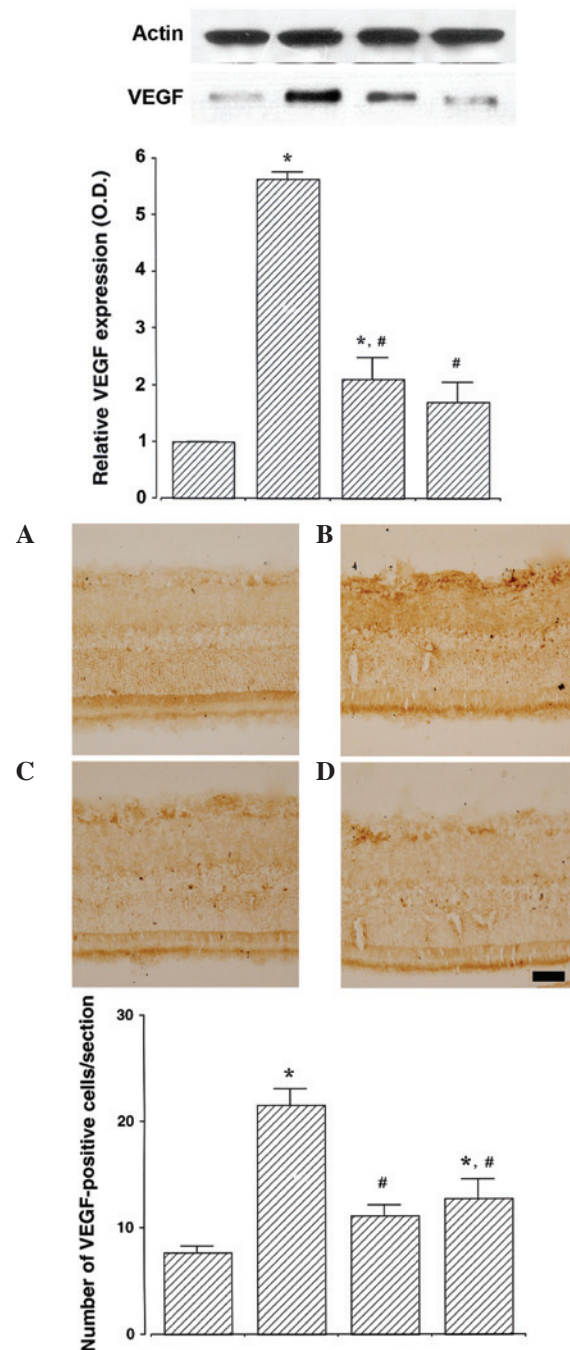 Actin
VEGF
Relative VEGF expression (O.D.)
6
5
4
3
2
1
0
*
*, #
#
A
B
C
D
Number of VEGF-positive cells/section
30
20
10
0
*
#
*, #